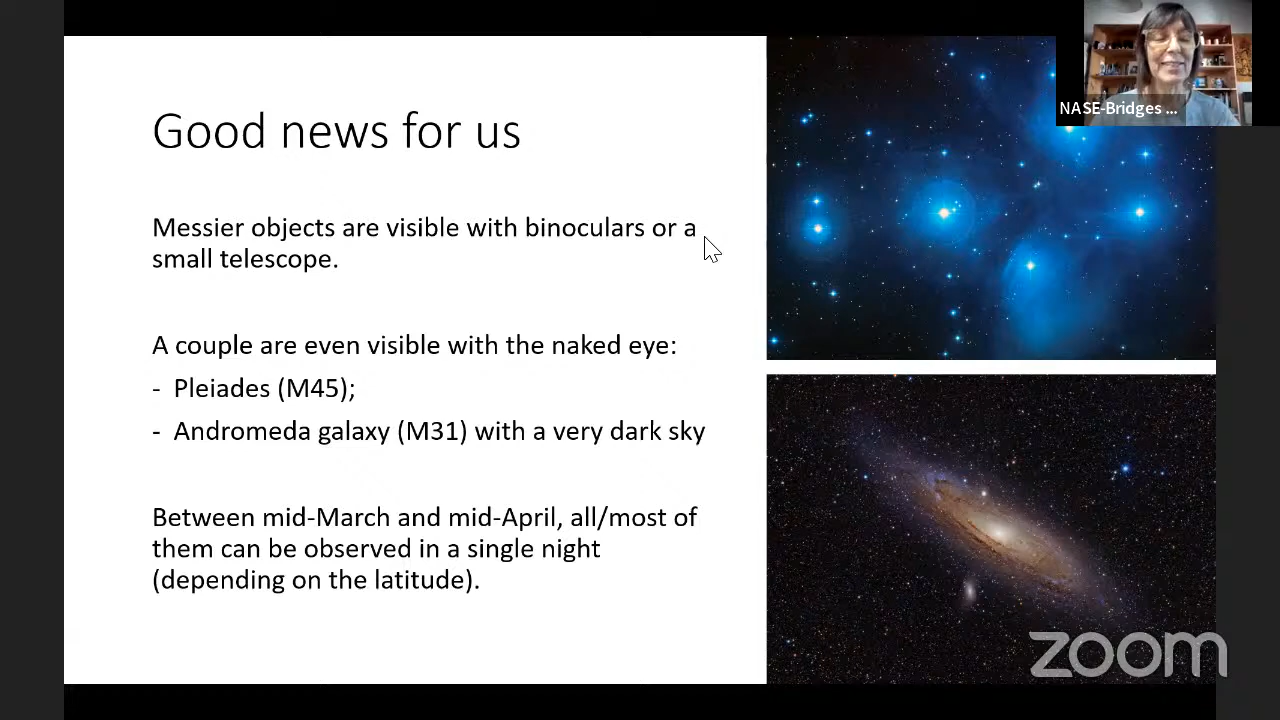 NASE-Bridges ...
Good news for us
Messier objects are visible with binoculars or a
small telescope.
A couple are even visible with the naked eye:
- Pleiades (M45);
- Andromeda galaxy (M31) with a very dark sky
Between mid-March and mid-April, all/most of
them can be observed in a single night
(depending on the latitude).
zoom